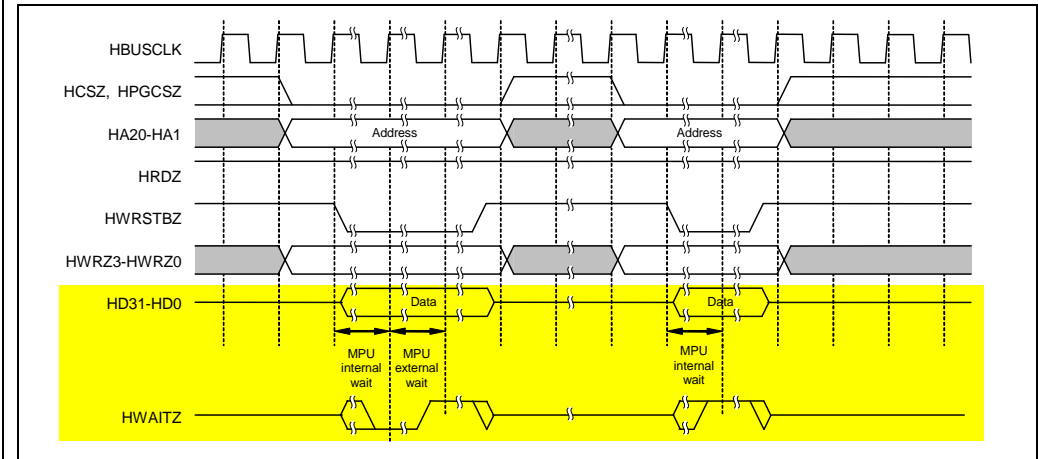 HBUSCLK
HCSZ, HPGCSZ
HA20-HA1
Address
Address
HRDZ
HWRSTBZ
HWRZ3-HWRZ0
HD31-HD0
Data
Data
MPU
internal
wait
MPU
external
wait
MPU
internal
wait
HWAITZ